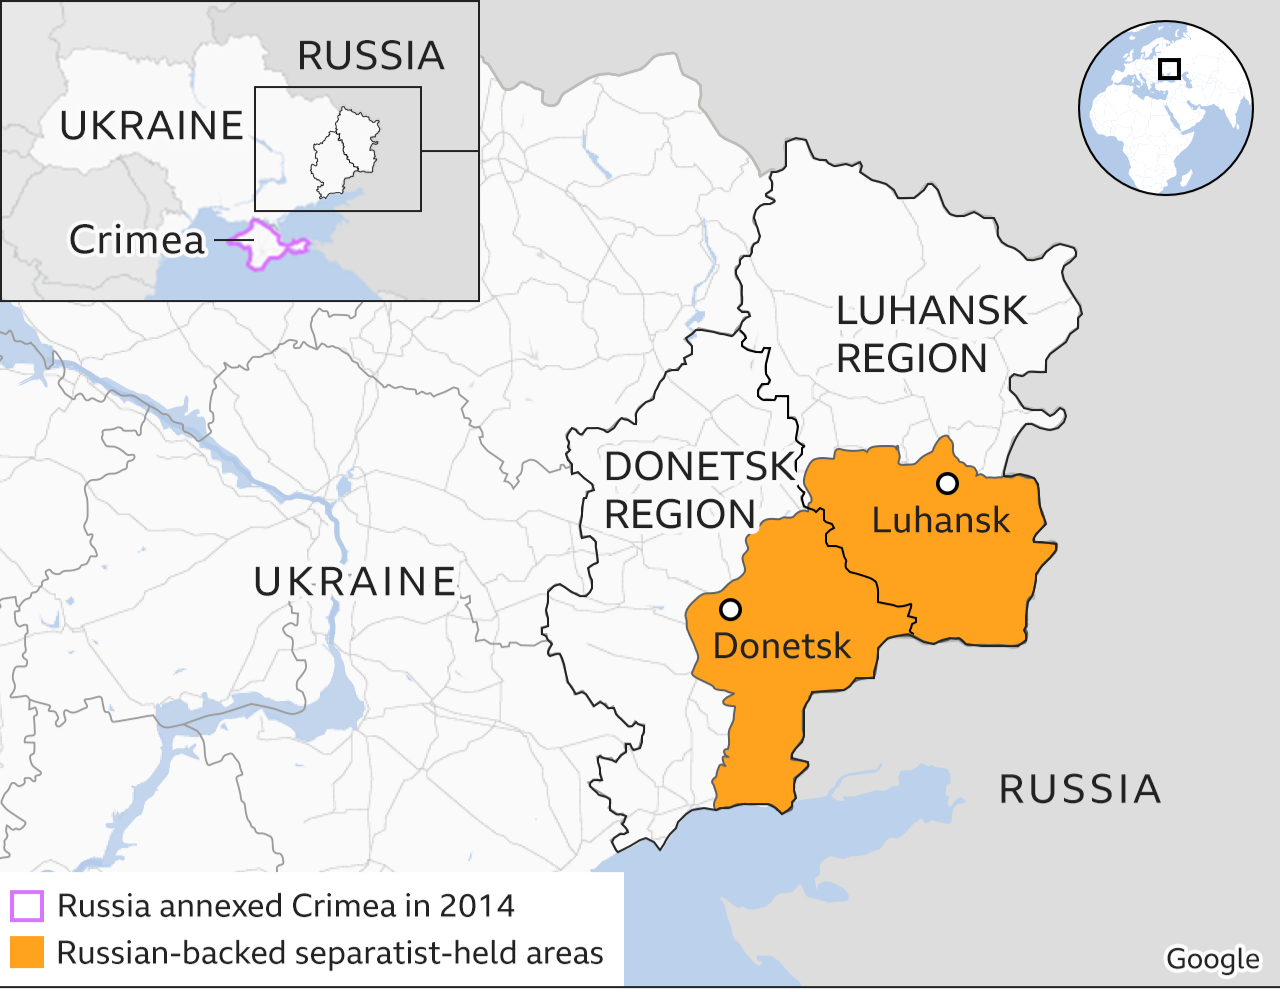 RUSSIA
UKRAINE
Crimea
LUHANSK
REGION
DONETSK
REGION
Luhansk
UKRAINE
Donetsk
RUSSIA
Russia annexed Crimea in 2014
Russian-backed separatist-held areas
Google